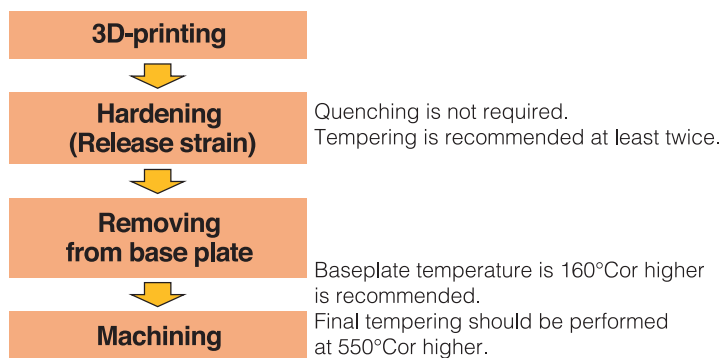 3D-printing
Hardening
(Release strain)
Quenching is not required.
Tempering is recommended at least twice.
Removing
from base plate
Baseplate temperature is 160°Cor higher
is recommended.
Machining
Final tempering should be performed
at 550°Cor higher.